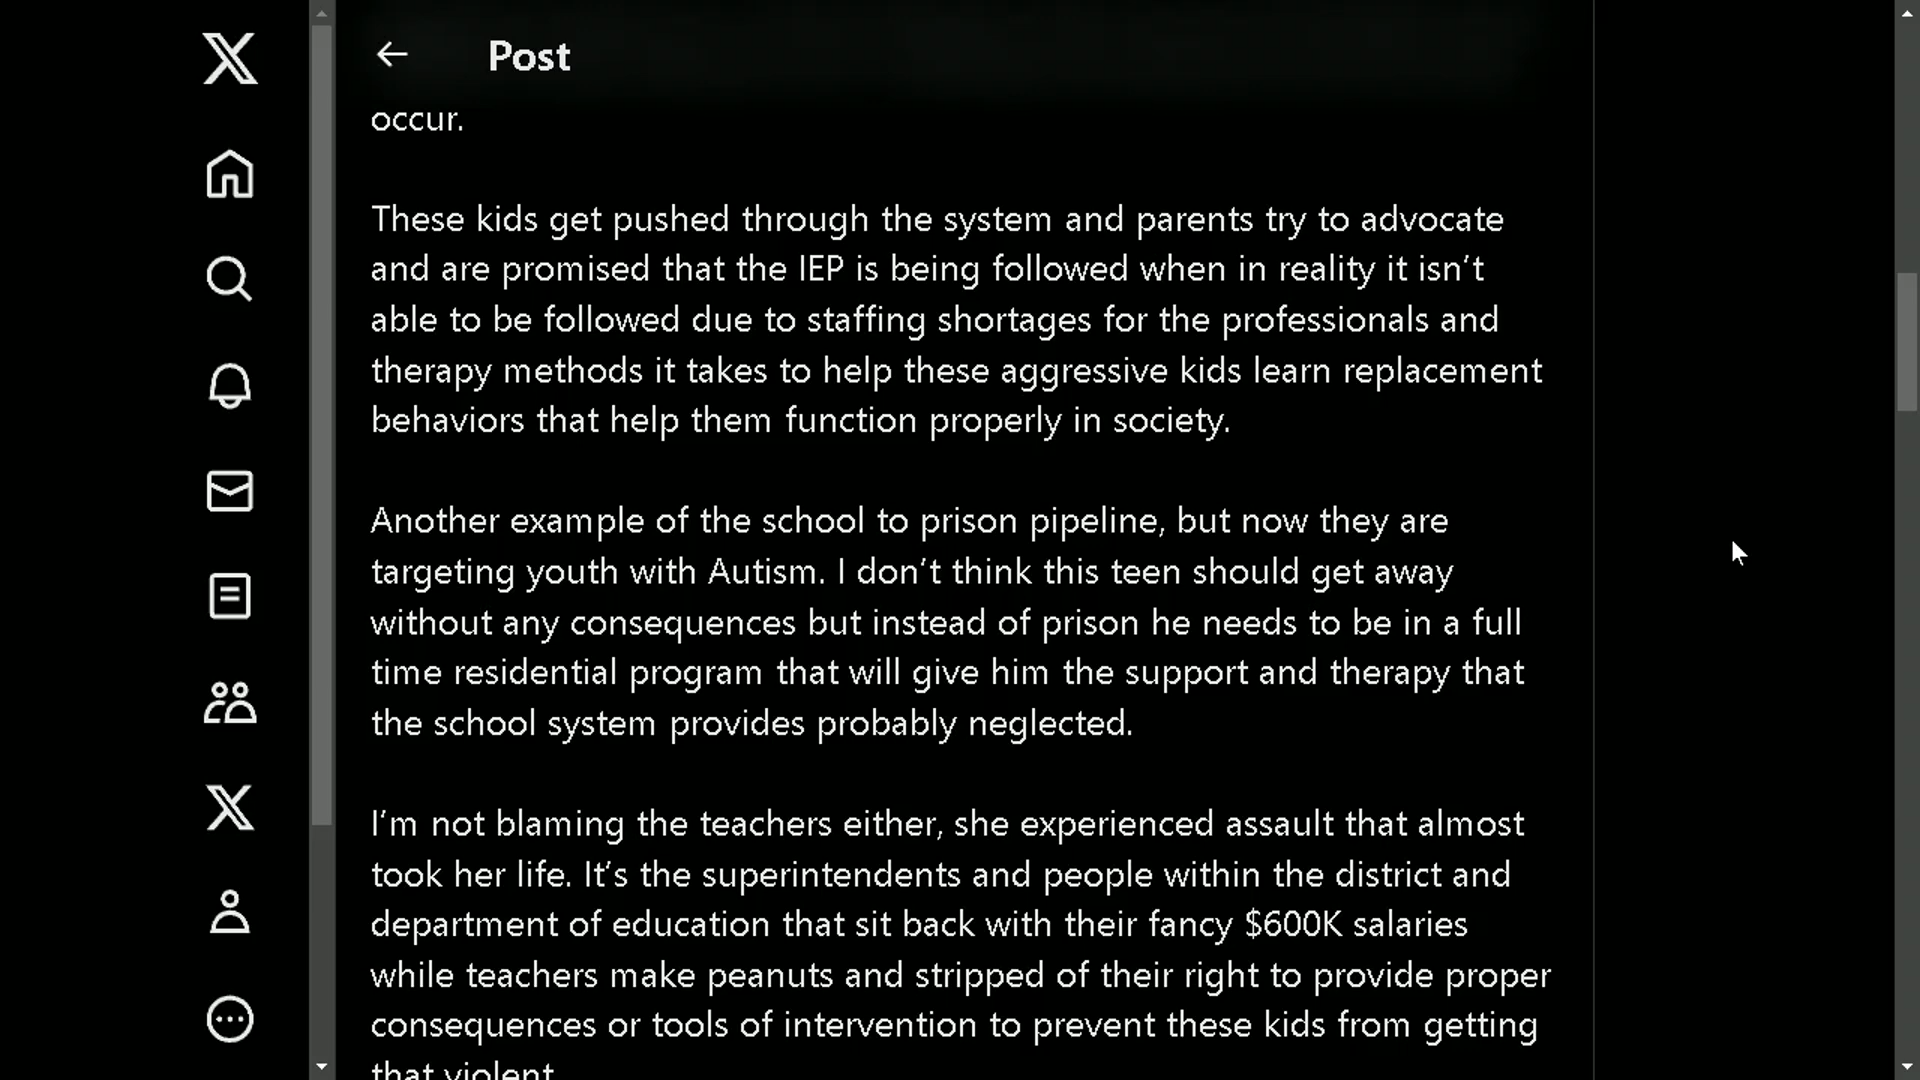 Post
occur.
These kids get pushed through the system and parents try to advocate
and are promised that the IEP is being followed when in reality it isn’t
able to be followed due to staffing shortages for the professionals and
therapy methods it takes to help these aggressive kids learn replacement
behaviors that help them function properly in society.
Another example of the school to prison pipeline, but now they are
targeting youth with Autism. I don’t think this teen should get away
without any consequences but instead of prison he needs to be in a full
time residential program that will give him the support and therapy that
the school system provides probably neglected.
I’m not blaming the teachers either, she experienced assault that almost
took her life. It’s the superintendents and people within the district and
department of education that sit back with their fancy $600K salaries
while teachers make peanuts and stripped of their right to provide proper
consequences or tools of intervention to prevent these kids from getting
that violent